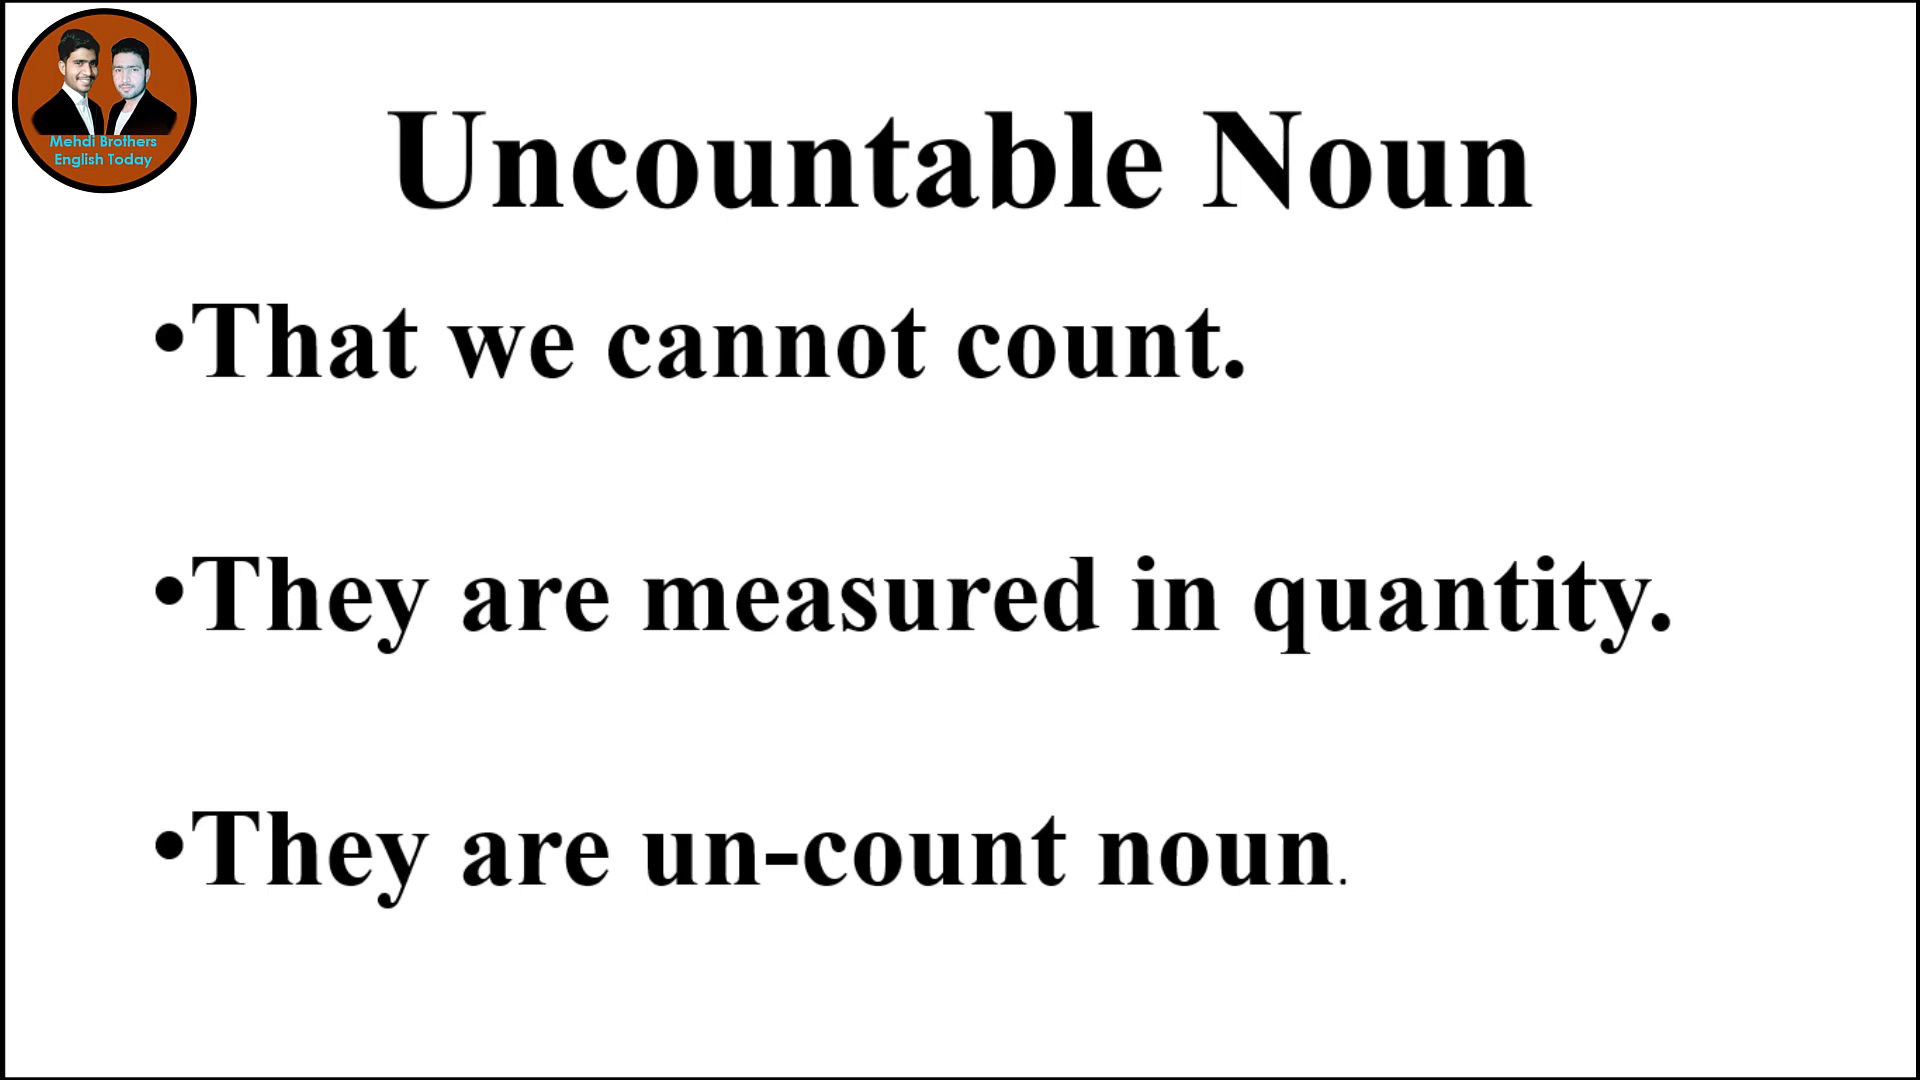 Mehdi Brothers
English Today
Uncountable Noun
•That we cannot count.
•They are measured in quantity.
•They are un-count noun.